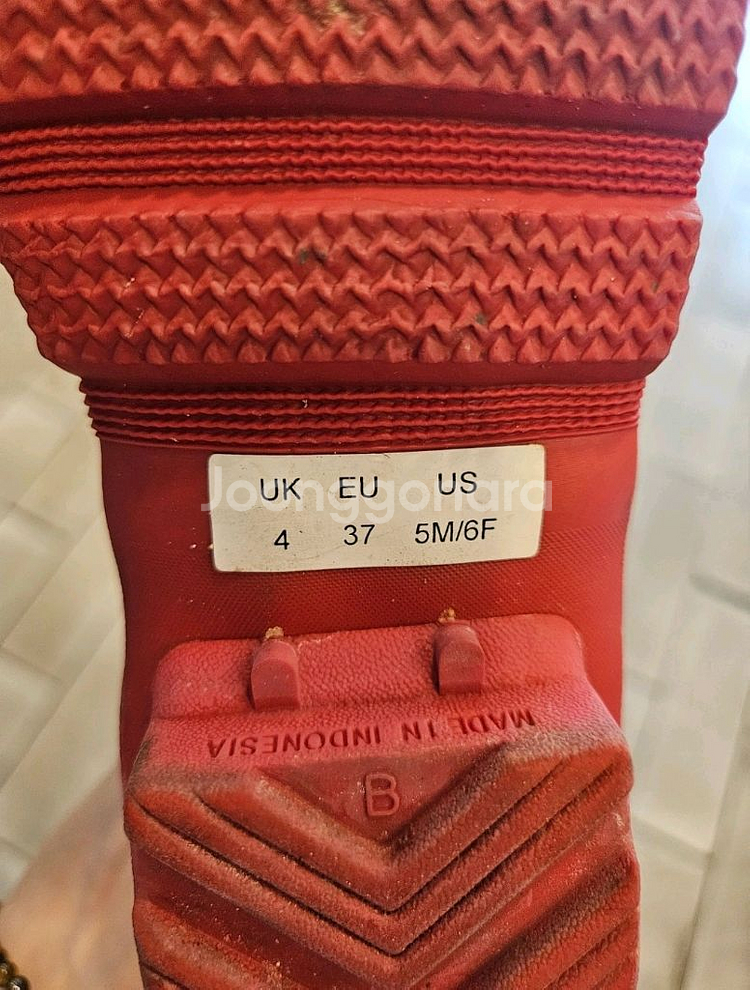 UK EU US
4 37 5M/6F
Joonggonara
MADE IN INDONESIA
B